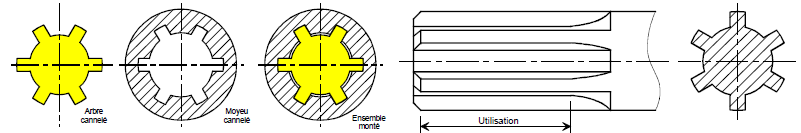 Arbre
cannelé
Moyeu
cannelé
Ensemble
monté
Utilisation